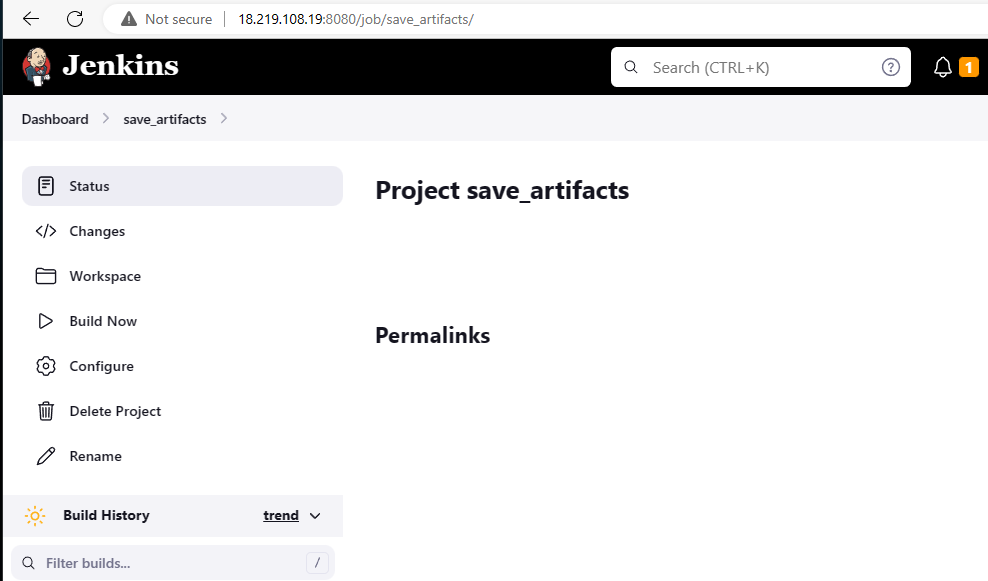 Not secure 18.219.108.19:8080/job/save_artifacts/
Jenkins Search (CTRL+K) ? 1
Dashboard save_artifacts
Status
Project save_artifacts
Changes
Workspace
Build Now
Permalinks
Configure
Delete Project
Rename
Build History trend
Filter builds... /